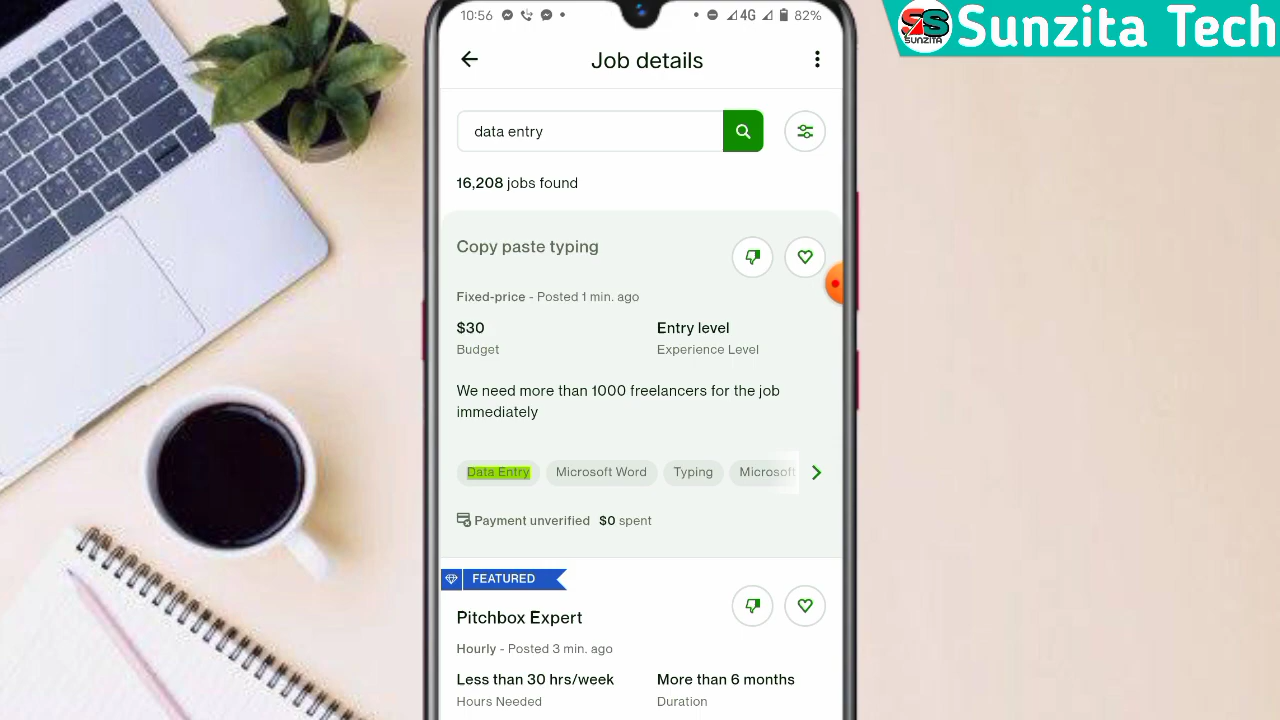 SS
SUNZITA
Sunzita Tech
10:56
4G
82%
Job details
data entry
16,208 jobs found
Copy paste typing
Fixed-price - Posted 1 min. ago
$30
Entry level
Budget
Experience Level
We need more than 1000 freelancers for the job
immediately
Data Entry
Microsoft Word
Typing
Microsoft
Payment unverified $0 spent
FEATURED
Pitchbox Expert
Hourly - Posted 3 min. ago
Less than 30 hrs/week
More than 6 months
Hours Needed
Duration